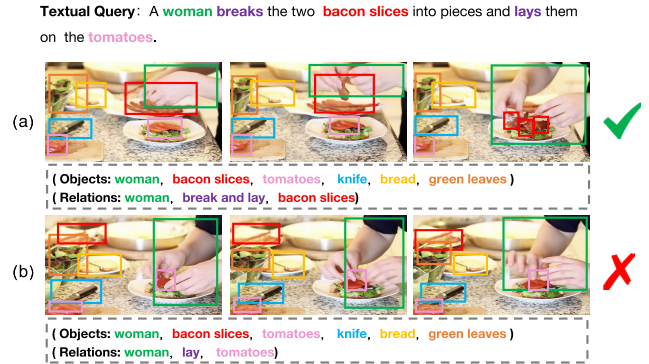 Textual Query: A woman breaks the two bacon slices into pieces and lays them
on the tomatoes.
(a)
( Objects: woman, bacon slices, tomatoes, knife, bread, green leaves )
( Relations: woman, break and lay, bacon slices)
(b)
( Objects: woman, bacon slices, tomatoes, knife, bread, green leaves )
( Relations: woman, lay, tomatoes)